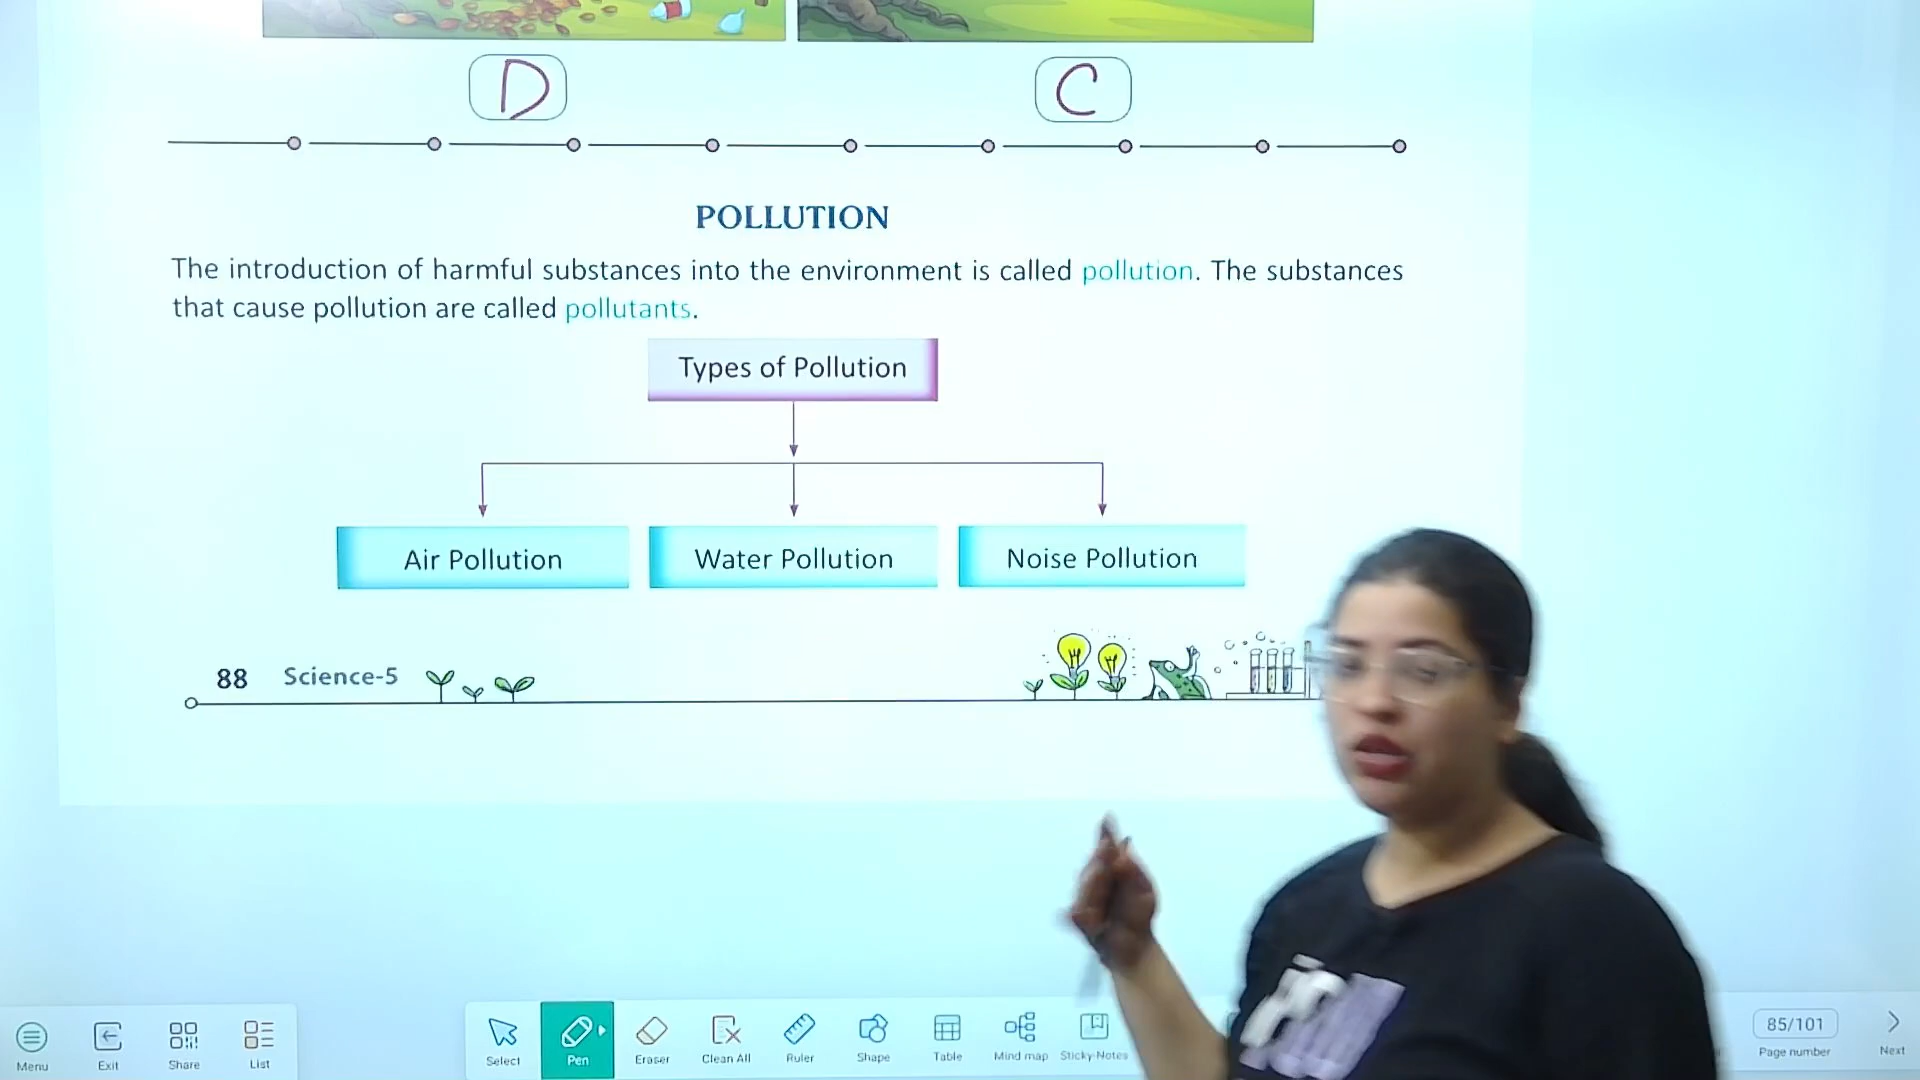 D
C
POLLUTION
The introduction of harmful substances into the environment is called pollution. The substances
that cause pollution are called pollutants.
Types of Pollution
Air Pollution
Water Pollution
Noise Pollution
88 Science-5
Menu
Exit
Share
List
Select
Pen
Eraser
Clean All
Ruler
Shape
Table
Mind map
Sticky-Notes
85/101
Page number
Next